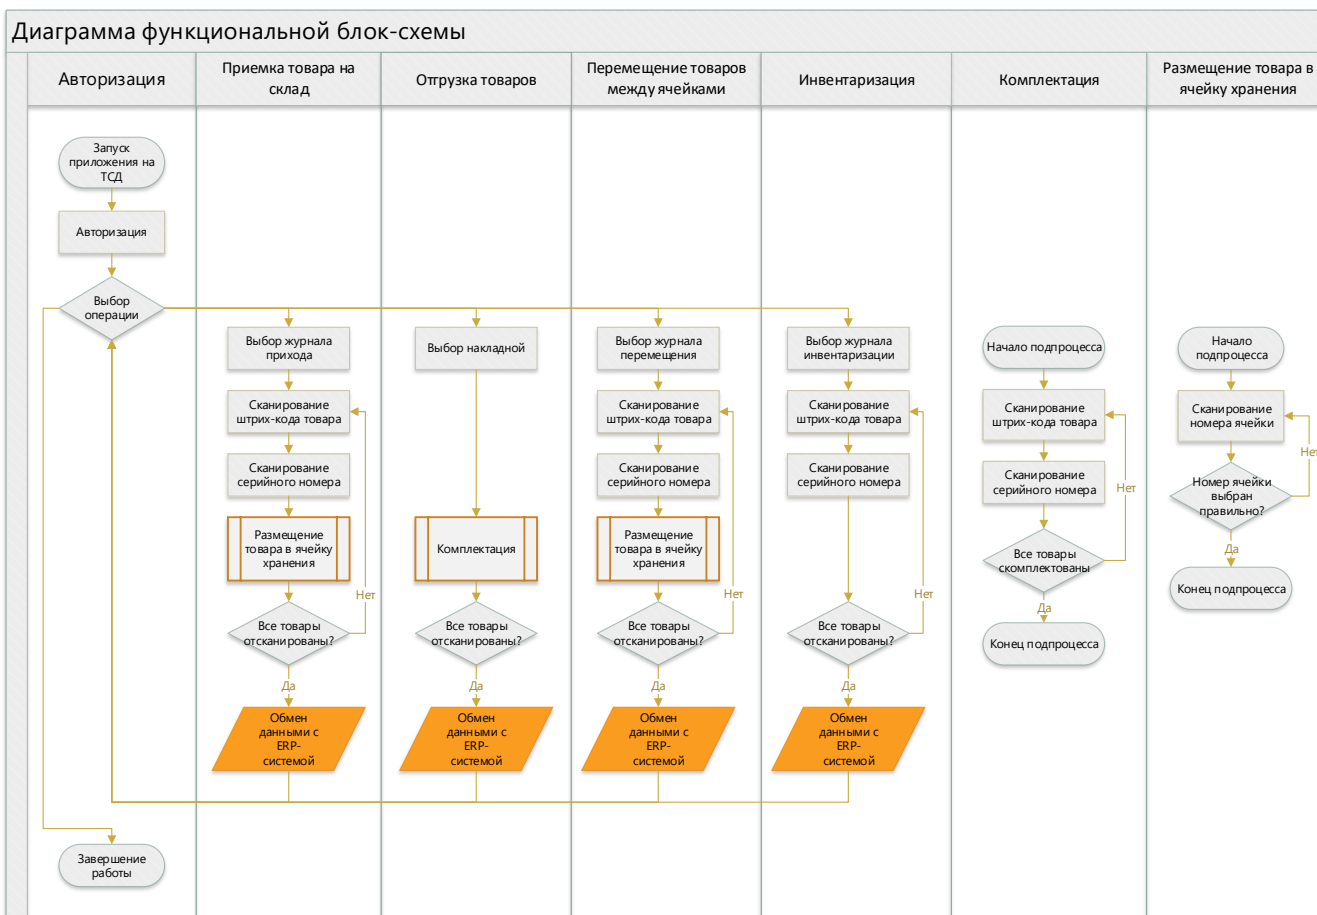 Диаграмма функциональной блок-схемы
Авторизация
Приемка товара на
склад
Отгрузка товаров
Перемещение товаров
между ячейками
Инвентаризация
Комплектация
Размещение товара в
ячейку хранения
Запуск
приложения на
ТСД
Авторизация
Выбор
операции
Завершение
работы
Выбор журнала
прихода
Сканирование
штрих-кода товара
Сканирование
серийного номера
Размещение
товара в ячейку
хранения
Нет
Все товары
отсканированы?
Да
Обмен
данными с
ERP-
системой
Выбор накладной
Комплектация
Все товары
отсканированы?
Да
Обмен
данными с
ERP-
системой
Выбор журнала
перемещения
Сканирование
штрих-кода товара
Сканирование
серийного номера
Размещение
товара в ячейку
хранения
Нет
Все товары
отсканированы?
Да
Обмен
данными с
ERP-
системой
Выбор журнала
инвентаризации
Сканирование
штрих-кода товара
Сканирование
серийного номера
Нет
Все товары
отсканированы?
Да
Обмен
данными с
ERP-
системой
Начало подпроцесса
Сканирование
штрих-кода товара
Сканирование
серийного номера
Нет
Все товары
скомплектованы
Да
Конец подпроцесса
Начало
подпроцесса
Сканирование
номера ячейки
Нет
Номер ячейки
выбран
правильно?
Да
Конец подпроцесса